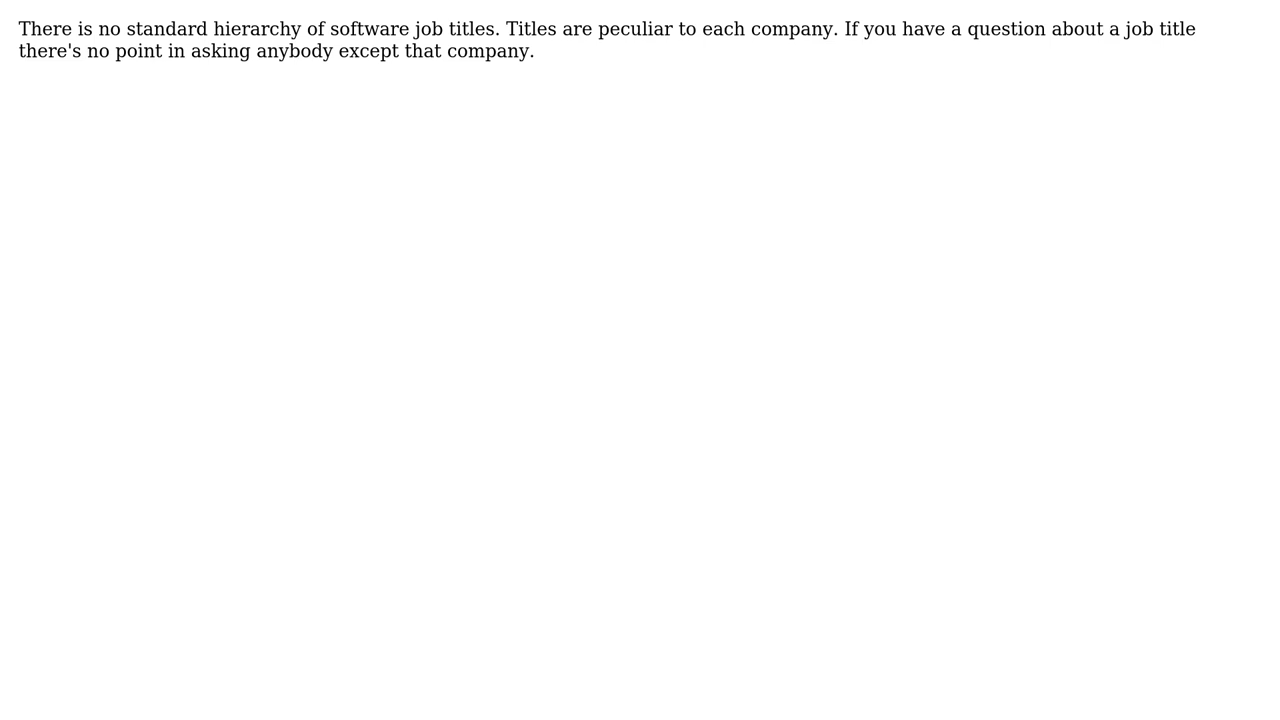 There is no standard hierarchy of software job titles. Titles are peculiar to each company. If you have a question about a job title
there's no point in asking anybody except that company.